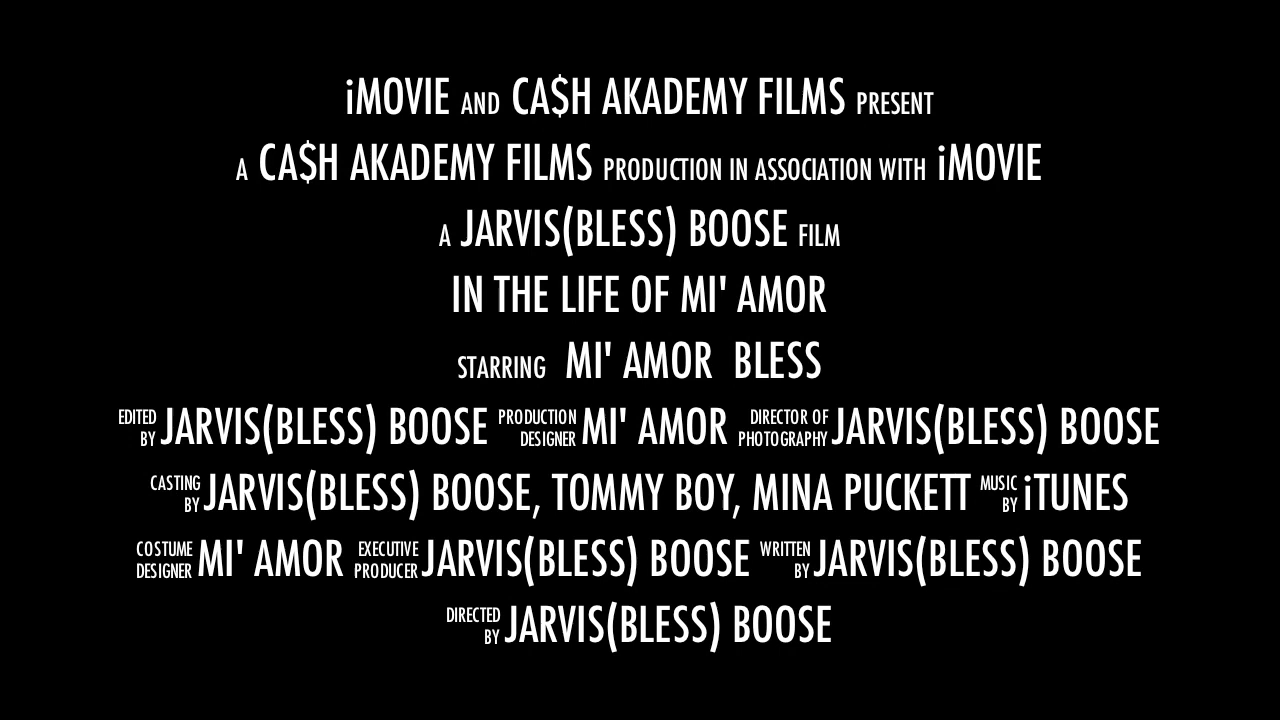 iMOVIE AND CA$H AKADEMY FILMS PRESENT
A CA$H AKADEMY FILMS PRODUCTION IN ASSOCIATION WITH iMOVIE
A JARVIS(BLESS) BOOSE FILM
IN THE LIFE OF MI' AMOR
STARRING MI' AMOR BLESS
EDITED BY JARVIS(BLESS) BOOSE PRODUCTION DESIGNER MI' AMOR DIRECTOR OF PHOTOGRAPHY JARVIS(BLESS) BOOSE
CASTING BY JARVIS(BLESS) BOOSE, TOMMY BOY, MINA PUCKETT MUSIC BY iTUNES
COSTUME DESIGNER MI' AMOR EXECUTIVE PRODUCER JARVIS(BLESS) BOOSE WRITTEN BY JARVIS(BLESS) BOOSE
DIRECTED BY JARVIS(BLESS) BOOSE